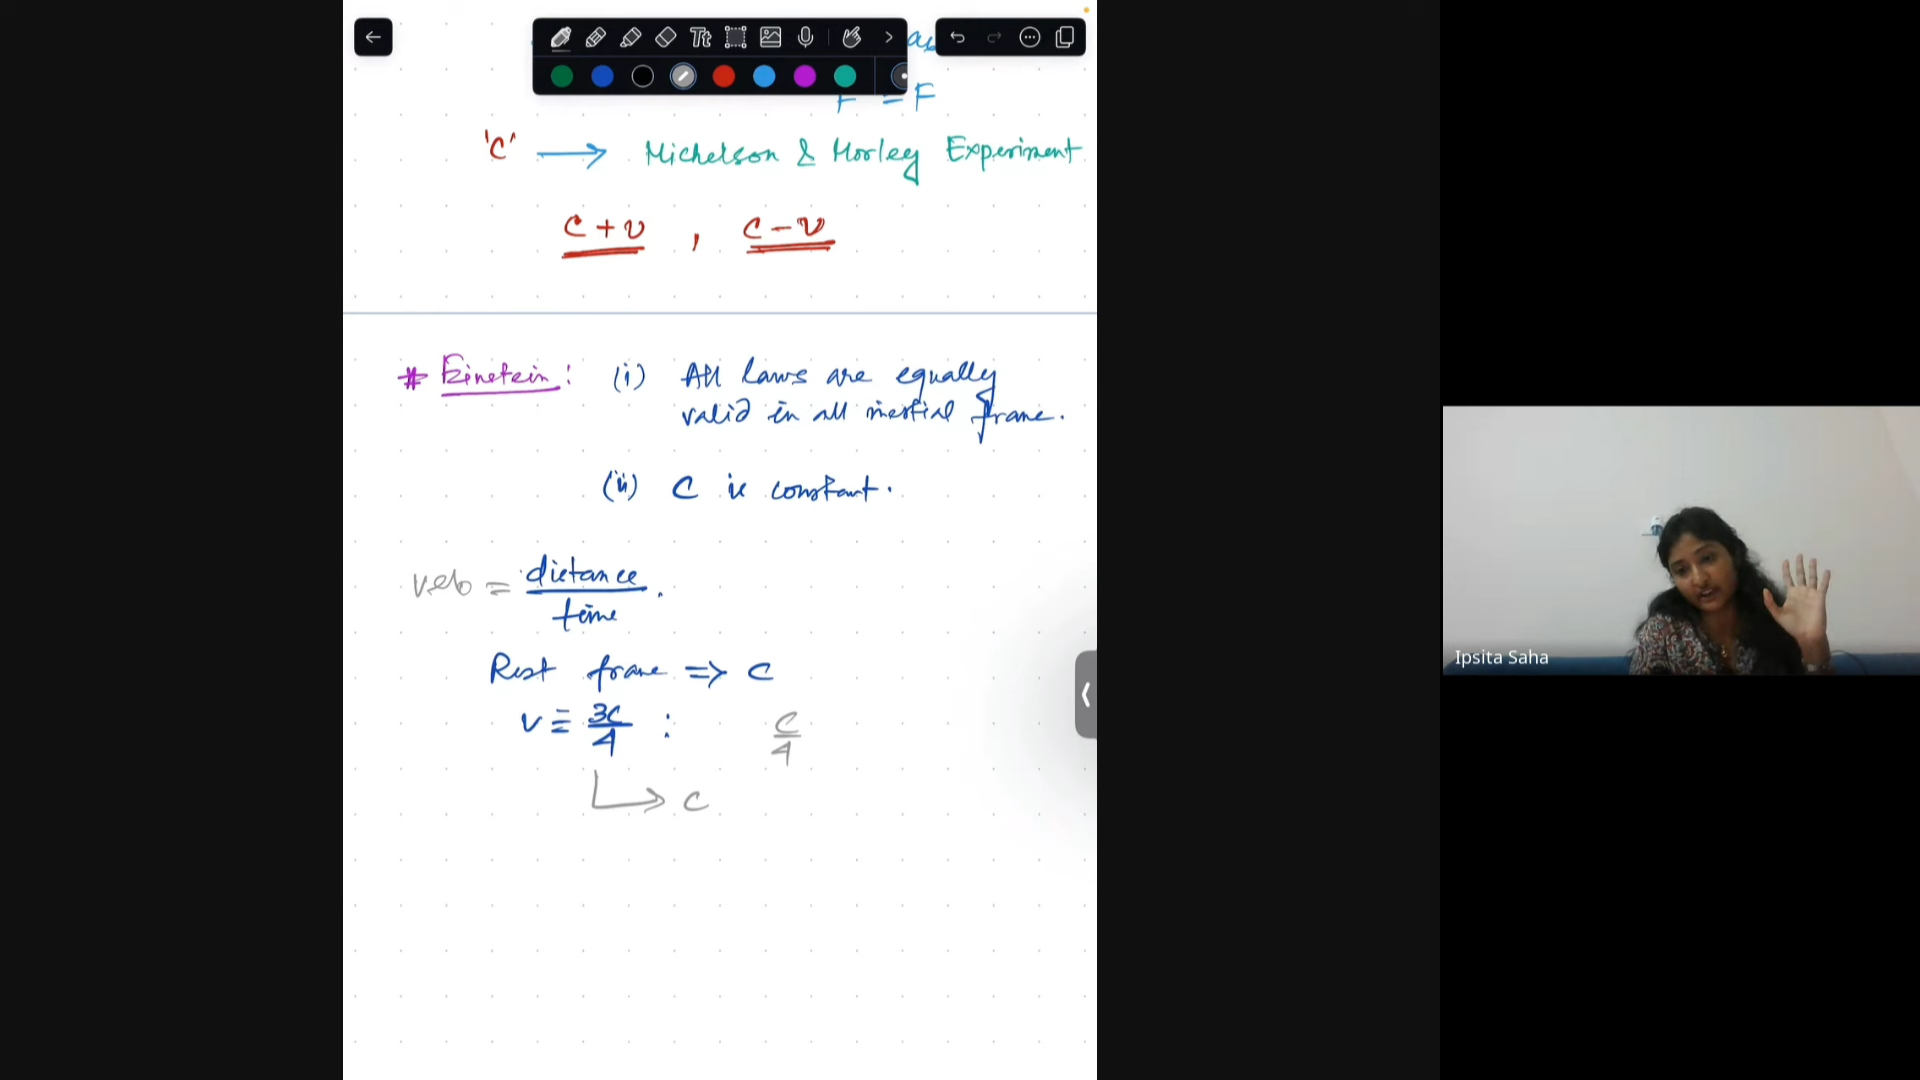 Tt
F = F
'C' → Michelson & Morley Experiment
C + v , C - v
# Einstein : (i) All laws are equally
valid in all inertial frame.
(ii) C is constant.
velo = distance / time .
Rest frame => C
v ≡ 3C/4 : C/4
↳ C
Ipsita Saha